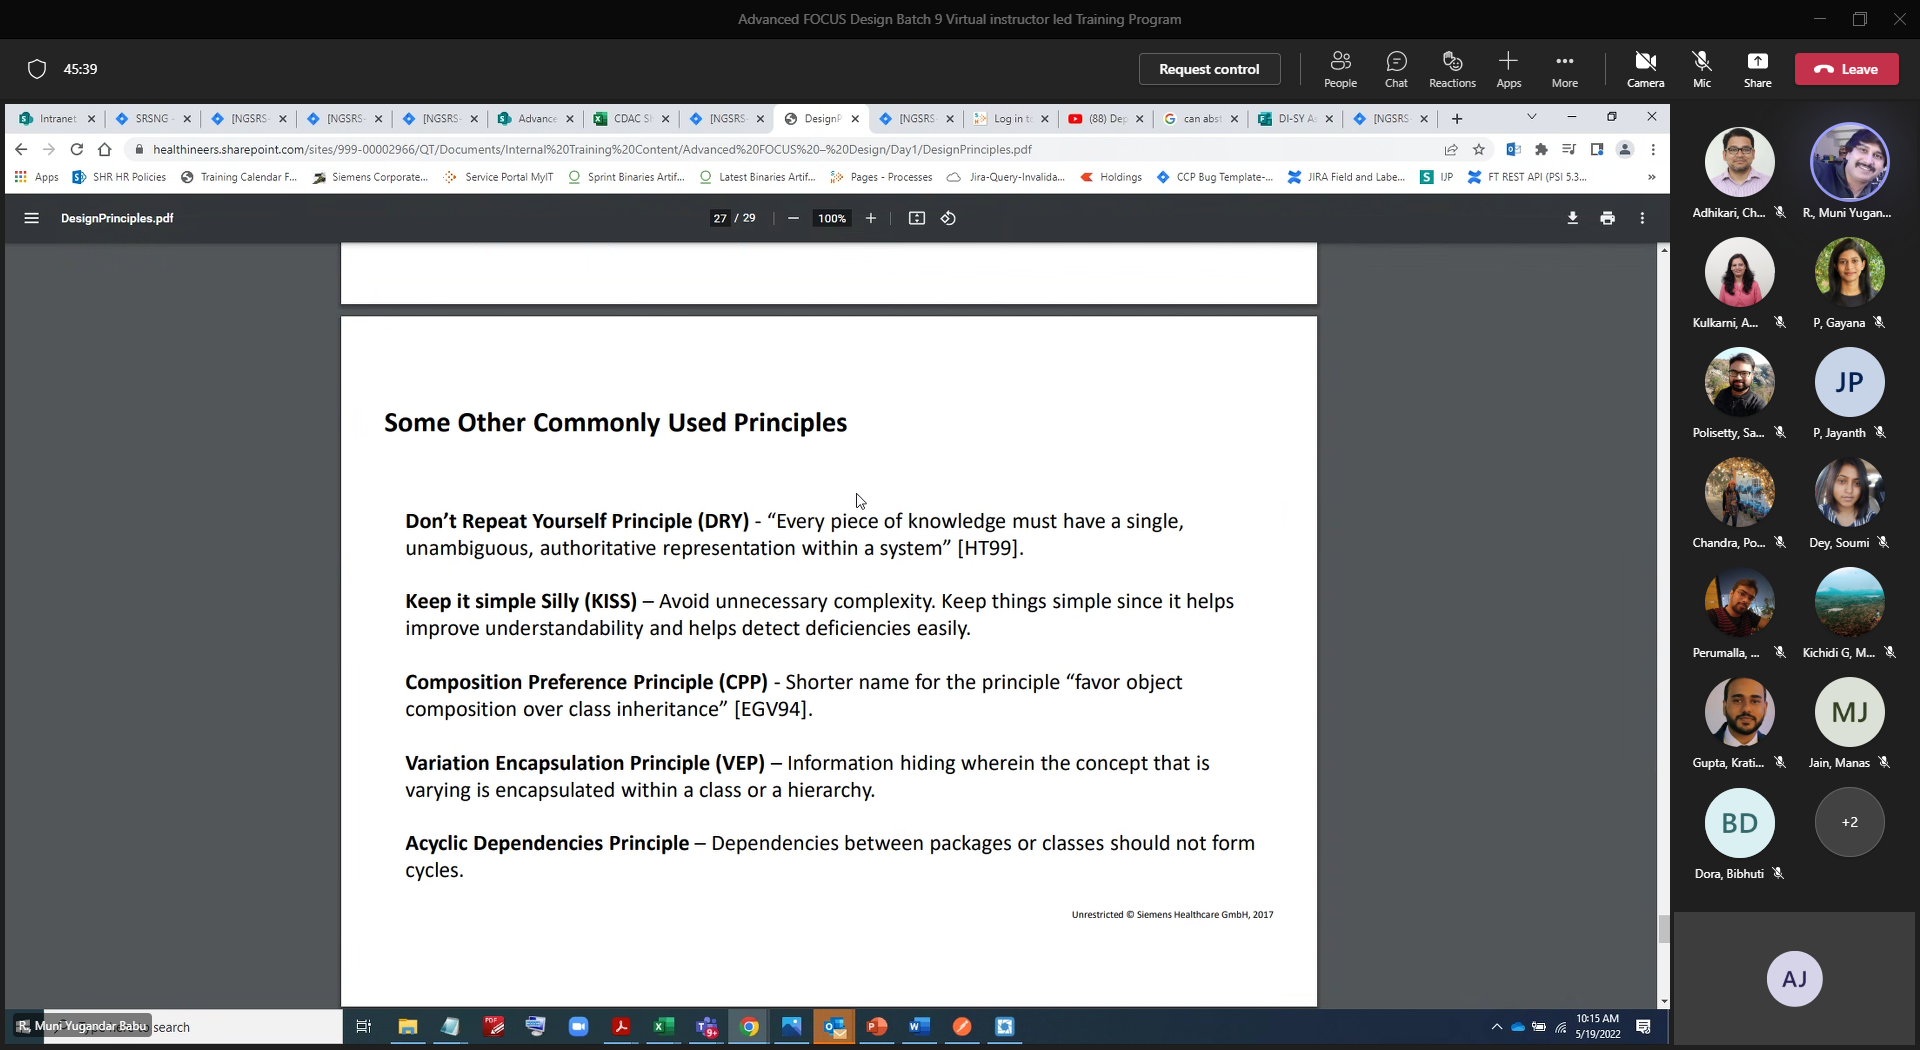 Advanced FOCUS Design Batch 9 Virtual instructor led Training Program
45:39
Request control
People
Chat
Reactions
Apps
More
Camera
Mic
Share
Leave
Intranet
SRSNG -
[NGSRS-
[NGSRS-
[NGSRS-
Advance
CDAC S
[NGSRS-
DesignP
[NGSRS-
Log in to
(88) Dep
can abst
DI-SY A
[NGSRS-
healthineers.sharepoint.com/sites/999-00002966/QT/Documents/Internal%20Training%20Content/Advanced%20FOCUS%20–%20Design/Day1/DesignPrinciples.pdf
Apps
SHR HR Policies
Training Calendar F...
Siemens Corporate...
Service Portal MyIT
Sprint Binaries Artif...
Latest Binaries Artif...
Pages - Processes
Jira-Query-Invalida...
Holdings
CCP Bug Template-...
JIRA Field and Labe...
IJP
FT REST API (PSI 5.3...
»
DesignPrinciples.pdf
27 / 29
100%
Some Other Commonly Used Principles
Don't Repeat Yourself Principle (DRY) - “Every piece of knowledge must have a single,
unambiguous, authoritative representation within a system” [HT99].
Keep it simple Silly (KISS) – Avoid unnecessary complexity. Keep things simple since it helps
improve understandability and helps detect deficiencies easily.
Composition Preference Principle (CPP) - Shorter name for the principle “favor object
composition over class inheritance” [EGV94].
Variation Encapsulation Principle (VEP) – Information hiding wherein the concept that is
varying is encapsulated within a class or a hierarchy.
Acyclic Dependencies Principle – Dependencies between packages or classes should not form
cycles.
Unrestricted © Siemens Healthcare GmbH, 2017
Adhikari, Ch...
R., Muni Yugan...
Kulkarni, A...
P, Gayana
Polisetty, Sa...
JP
P, Jayanth
Chandra, Po...
Dey, Soumi
Perumalla, ...
Kichidi G, M...
Gupta, Krati...
MJ
Jain, Manas
BD
Dora, Bibhuti
+2
AJ
R., Muni Yugandar Babu
search
10:15 AM
5/19/2022